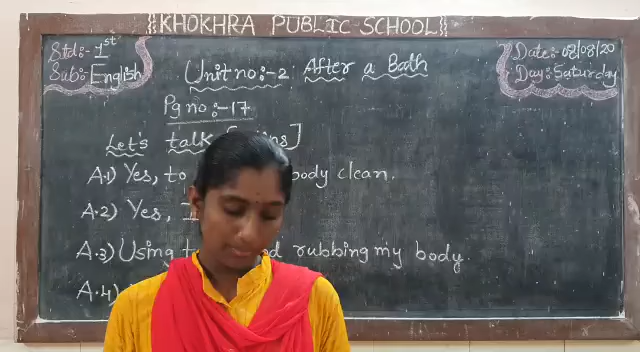 KHOKHRA PUBLIC SCHOOL
Std:- 1st
Sub:- English
Date:- 08/08/20
Day:- Saturday
Unit no:-2 After a Bath
Pg no:-17
Let's talk
A.1) Yes, to body clean.
A.2) Yes, I
A.3) Using rubbing my body.
A.4)